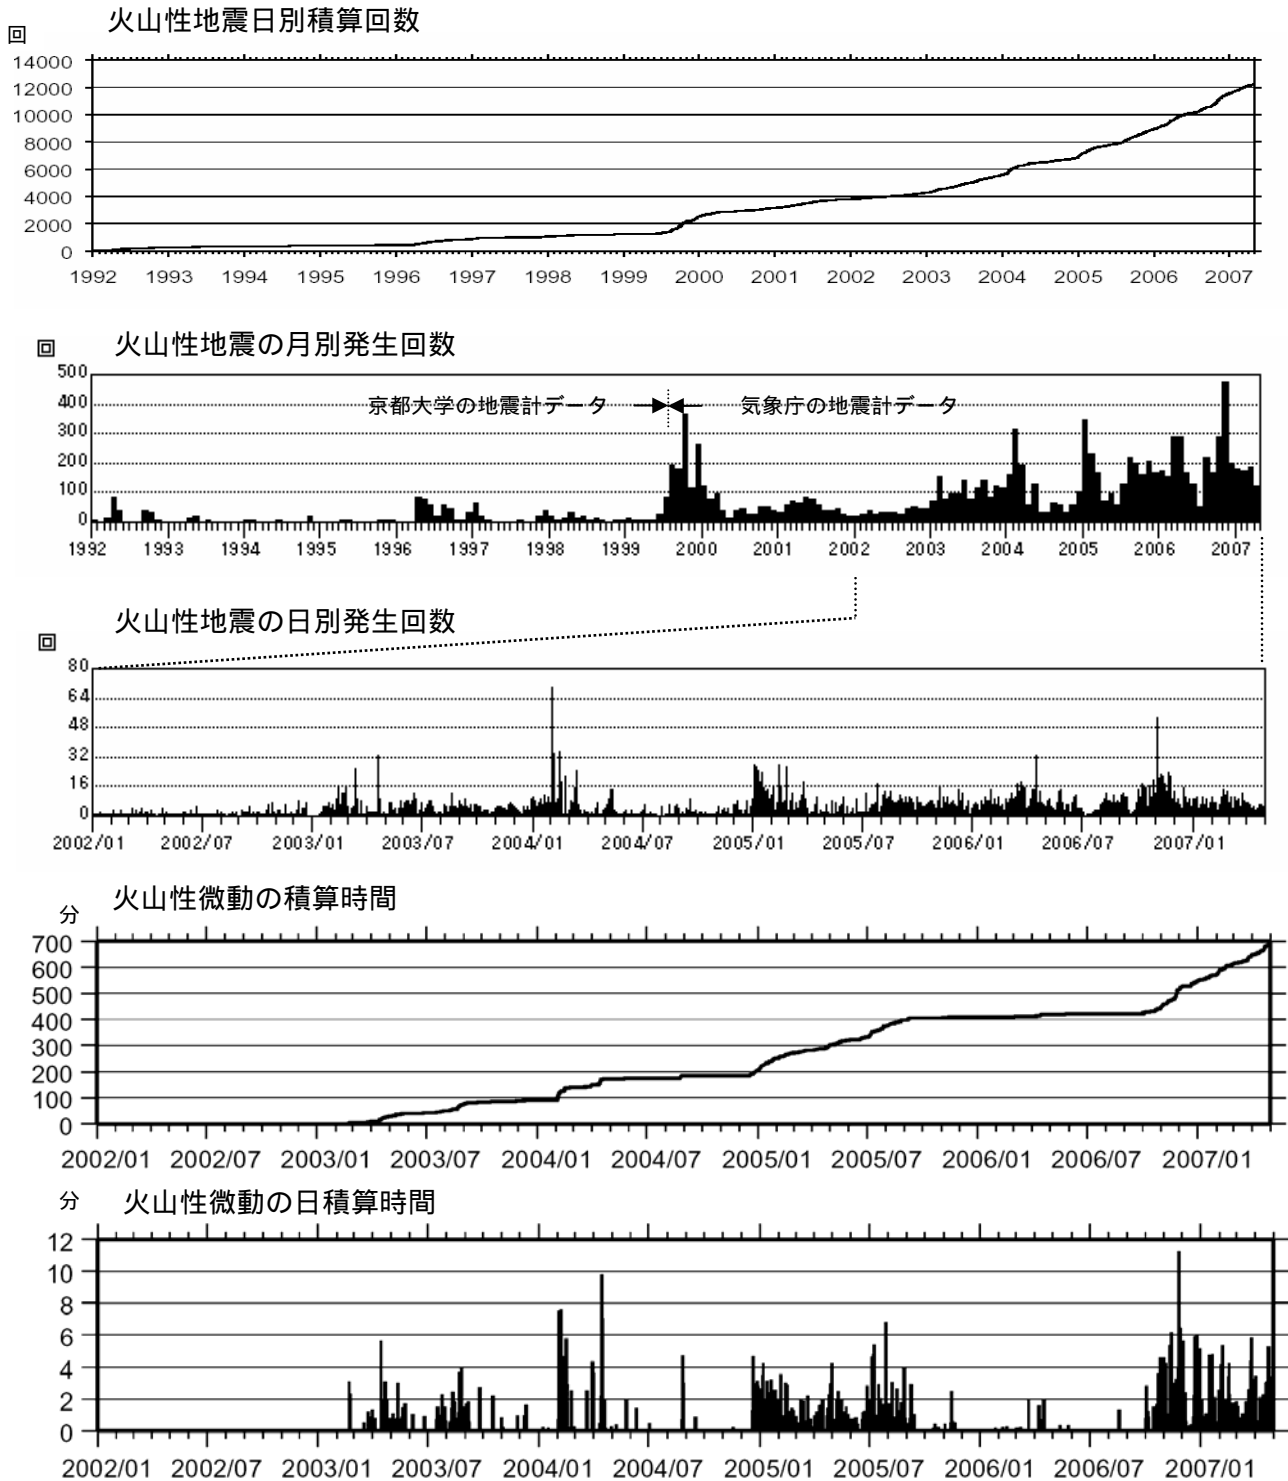 火山性地震日別積算回数
回
14000
12000
10000
8000
6000
4000
2000
0
1992 1993 1994 1995 1996 1997 1998 1999 2000 2001 2002 2003 2004 2005 2006 2007
火山性地震の月別発生回数
回
500
400
300
200
100
0
京都大学の地震計データ 気象庁の地震計データ
1992 1993 1994 1995 1996 1997 1998 1999 2000 2001 2002 2003 2004 2005 2006 2007
火山性地震の日別発生回数
回
80
64
48
32
16
0
2002/01 2002/07 2003/01 2003/07 2004/01 2004/07 2005/01 2005/07 2006/01 2006/07 2007/01
火山性微動の積算時間
分
700
600
500
400
300
200
100
0
2002/01 2002/07 2003/01 2003/07 2004/01 2004/07 2005/01 2005/07 2006/01 2006/07 2007/01
火山性微動の日積算時間
分
12
10
8
6
4
2
0
2002/01 2002/07 2003/01 2003/07 2004/01 2004/07 2005/01 2005/07 2006/01 2006/07 2007/01